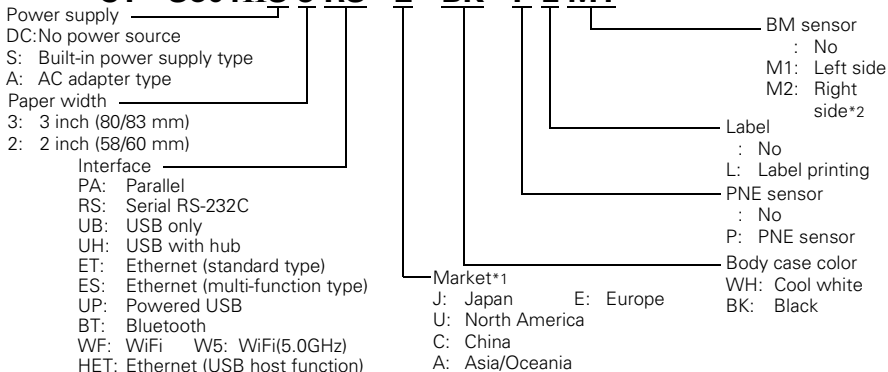 Power supply
DC:No power source
S: Built-in power supply type
A: AC adapter type
Paper width
3: 3 inch (80/83 mm)
2: 2 inch (58/60 mm)
Interface
PA: Parallel
RS: Serial RS-232C
UB: USB only
UH: USB with hub
ET: Ethernet (standard type)
ES: Ethernet (multi-function type)
UP: Powered USB
BT: Bluetooth
WF: WiFi W5: WiFi(5.0GHz)
HET: Ethernet (USB host function)
Market*1
J: Japan E: Europe
U: North America
C: China
A: Asia/Oceania
BM sensor
: No
M1: Left side
M2: Right
side*2
Label
: No
L: Label printing
PNE sensor
: No
P: PNE sensor
Body case color
WH: Cool white
BK: Black